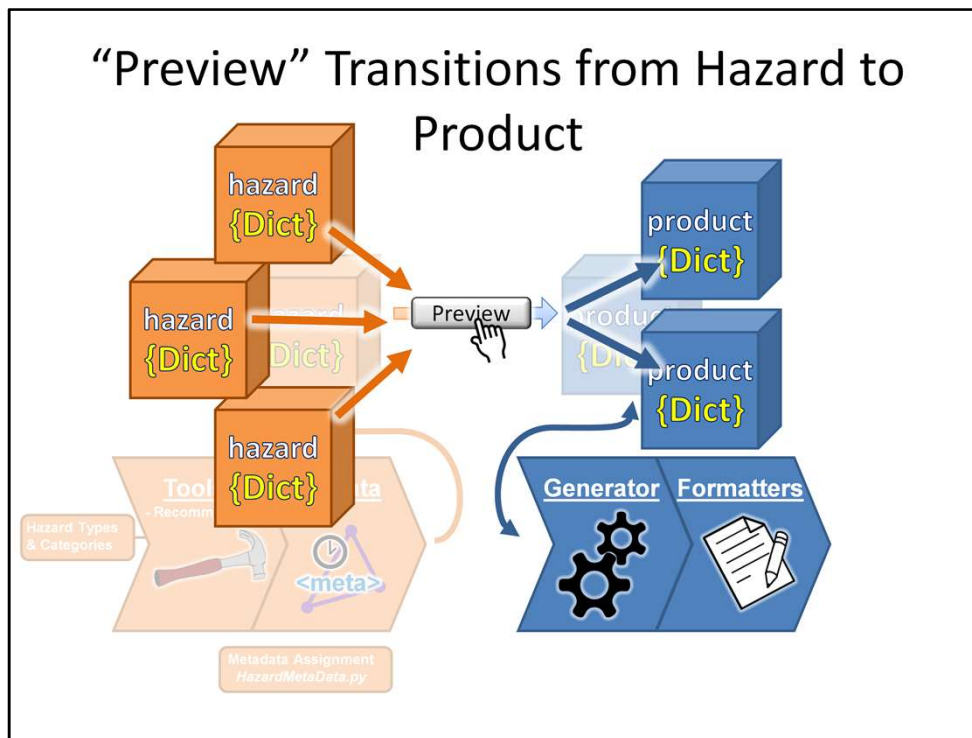 “Preview” Transitions from Hazard to
Product
hazard
{Dict}
hazard
{Dict}
hazard
{Dict}
Preview
product
{Dict}
product
{Dict}
Generator
Formatters
Hazard Types
& Categories
<meta>
Metadata Assignment
HazardMetaData.py